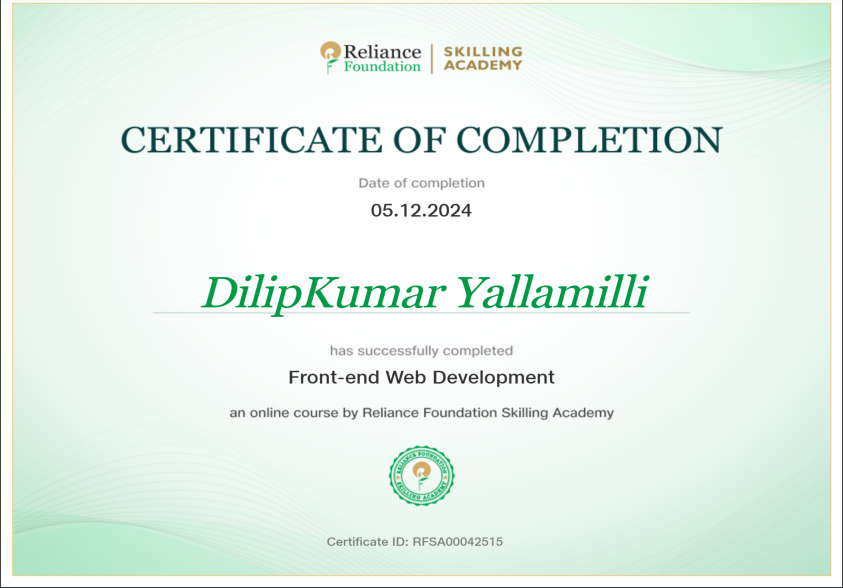 Reliance
Foundation
SKILLING
ACADEMY
CERTIFICATE OF COMPLETION
Date of completion
05.12.2024
DilipKumar Yallamilli
has successfully completed
Front-end Web Development
an online course by Reliance Foundation Skilling Academy
RELIANCE FOUNDATION
SKILLING ACADEMY
Certificate ID: RFSA00042515